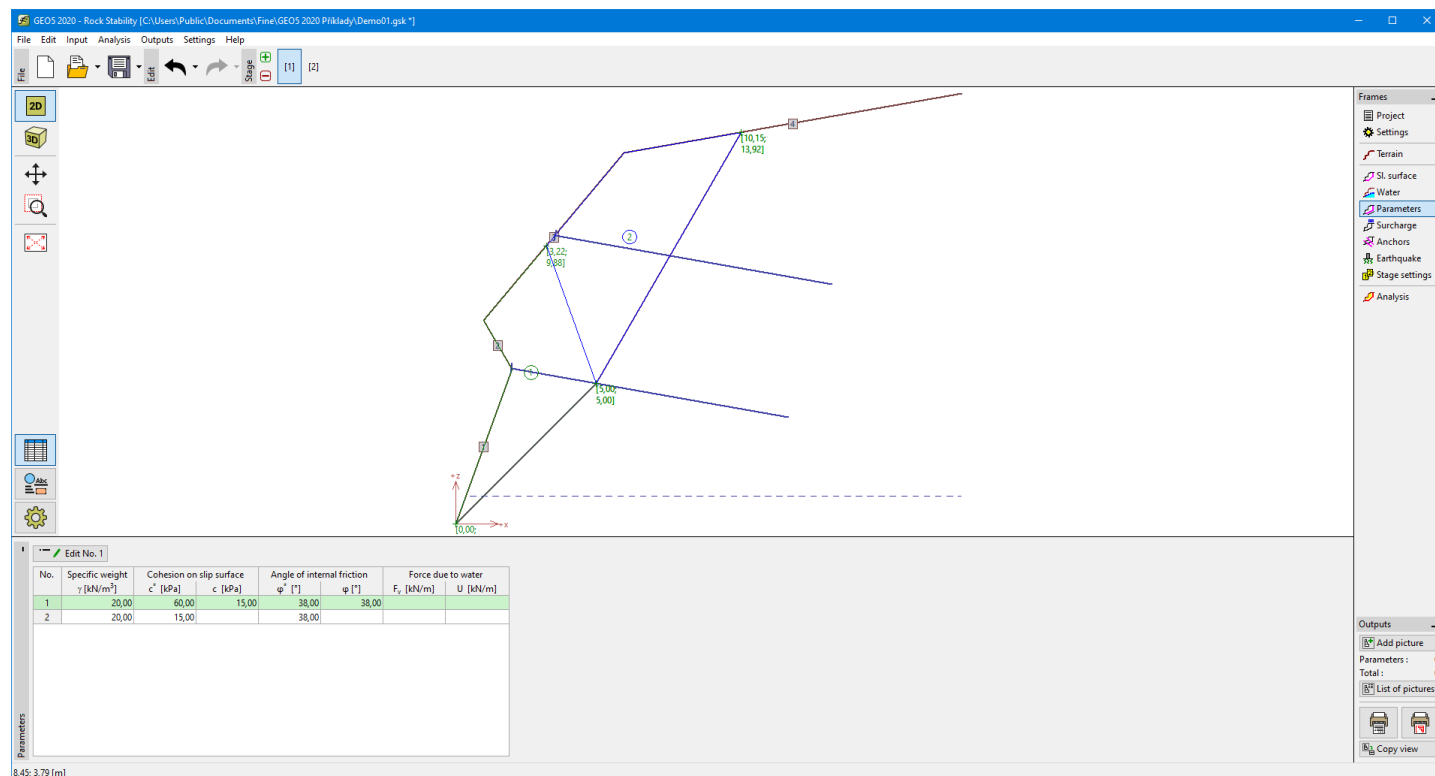 GEO5 2020 - Rock Stability [C:\Users\Public\Documents\Fine\GEO5 2020 Příklady\Demo01.gsk *]
File Edit Input Analysis Outputs Settings Help
File
Edit
Stage
[1]
[2]
2D
3D
Abc
[10,15;
13,92]
4
2
3
[3,22;
9,88]
2
1
[5,00;
5,00]
1
+z
+x
[0,00;
Frames
Project
Settings
Terrain
Sl. surface
Water
Parameters
Surcharge
Anchors
Earthquake
Stage settings
Analysis
Outputs
Add picture
Parameters :
Total :
List of pictures
Copy view
Parameters
Edit No. 1
No. Specific weight Cohesion on slip surface Angle of internal friction Force due to water
γ [kN/m³] c* [kPa] c [kPa] φ* [°] φ [°] Fv [kN/m] U [kN/m]
1 20,00 60,00 15,00 38,00 38,00
2 20,00 15,00 38,00
8,45; 3,79 [m]